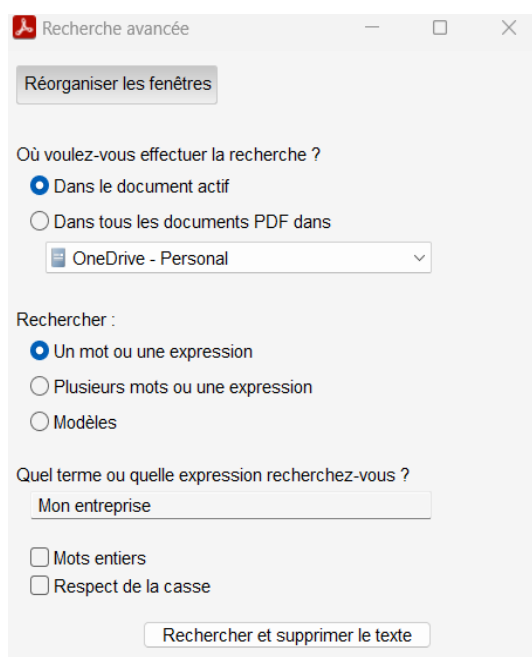 Recherche avancée
Réorganiser les fenêtres
Où voulez-vous effectuer la recherche ?
Dans le document actif
Dans tous les documents PDF dans
OneDrive - Personal
Rechercher :
Un mot ou une expression
Plusieurs mots ou une expression
Modèles
Quel terme ou quelle expression recherchez-vous ?
Mon entreprise
Mots entiers
Respect de la casse
Rechercher et supprimer le texte